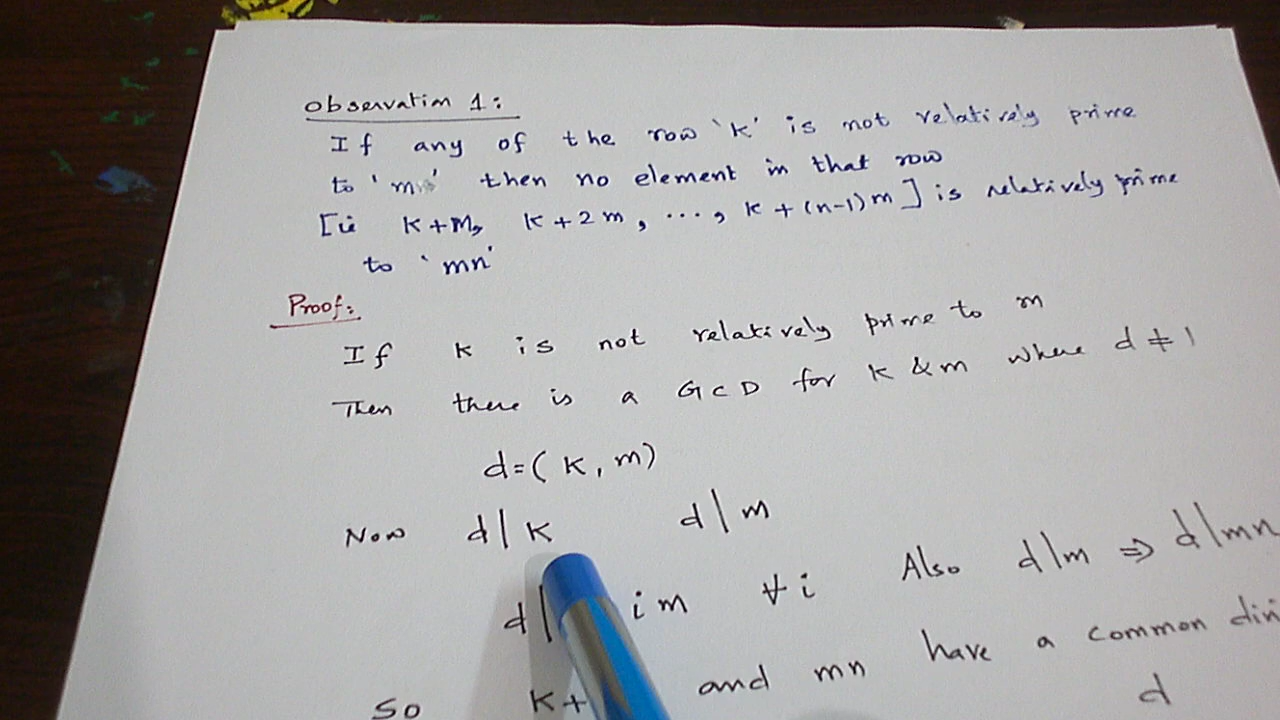 Observation 1:
If any of the row 'k' is not relatively prime
to 'm' then no element in that row
[ie k+m, k+2m, ..., k+(n-1)m] is relatively prime
to 'mn'
Proof:
If k is not relatively prime to m
Then there is a GCD for k & m where d ≠ 1
d=(k, m)
Now d|k d|m
d| im ∀ i Also d|m ⇒ d|mn
So k+ and mn have a common
d